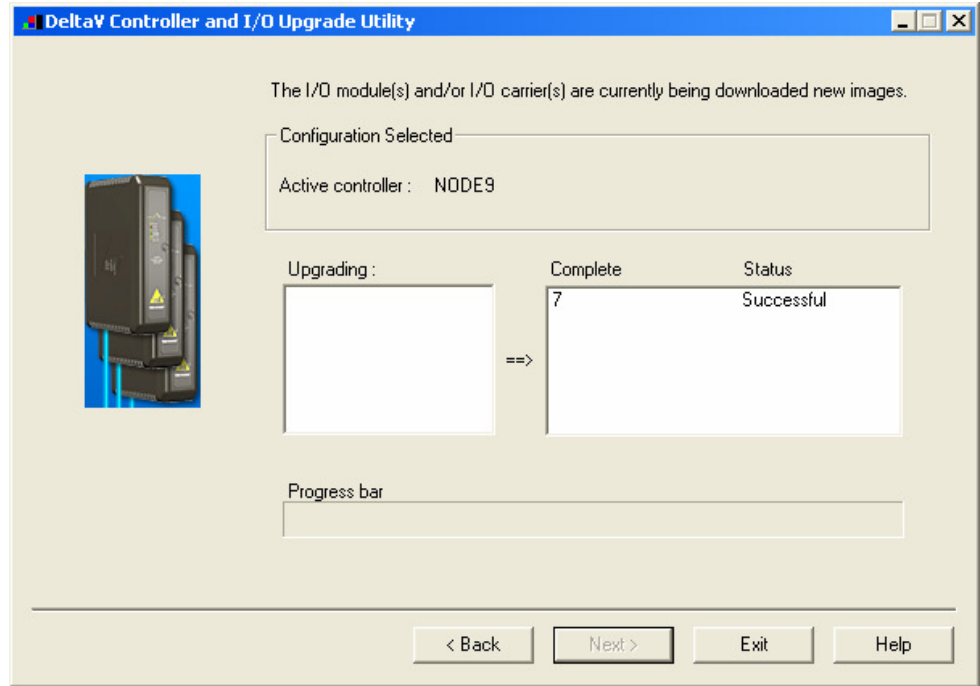 DeltaV Controller and I/O Upgrade Utility
The I/O module(s) and/or I/O carrier(s) are currently being downloaded new images.
Configuration Selected
Active controller : NODE9
Upgrading :
Complete Status
7 Successful
==>
Progress bar
< Back Next > Exit Help